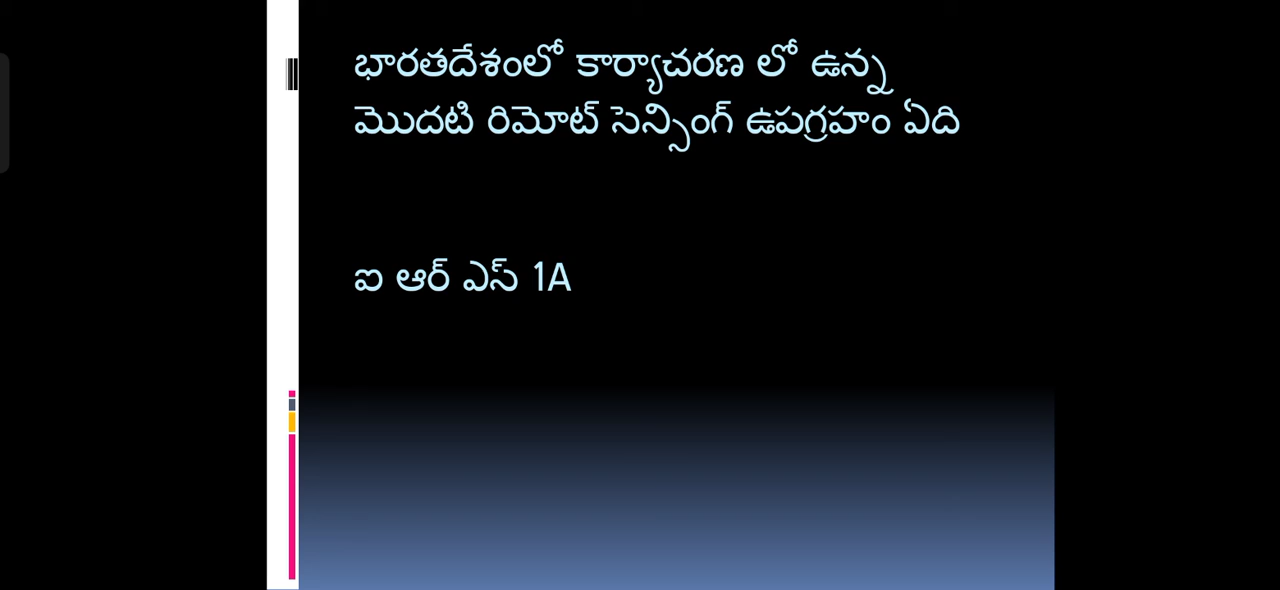 భారతదేశంలో కార్యాచరణ లో ఉన్న
మొదటి రిమోట్ సెన్సింగ్ ఉపగ్రహం ఏది
ఐ ఆర్ ఎస్ 1A